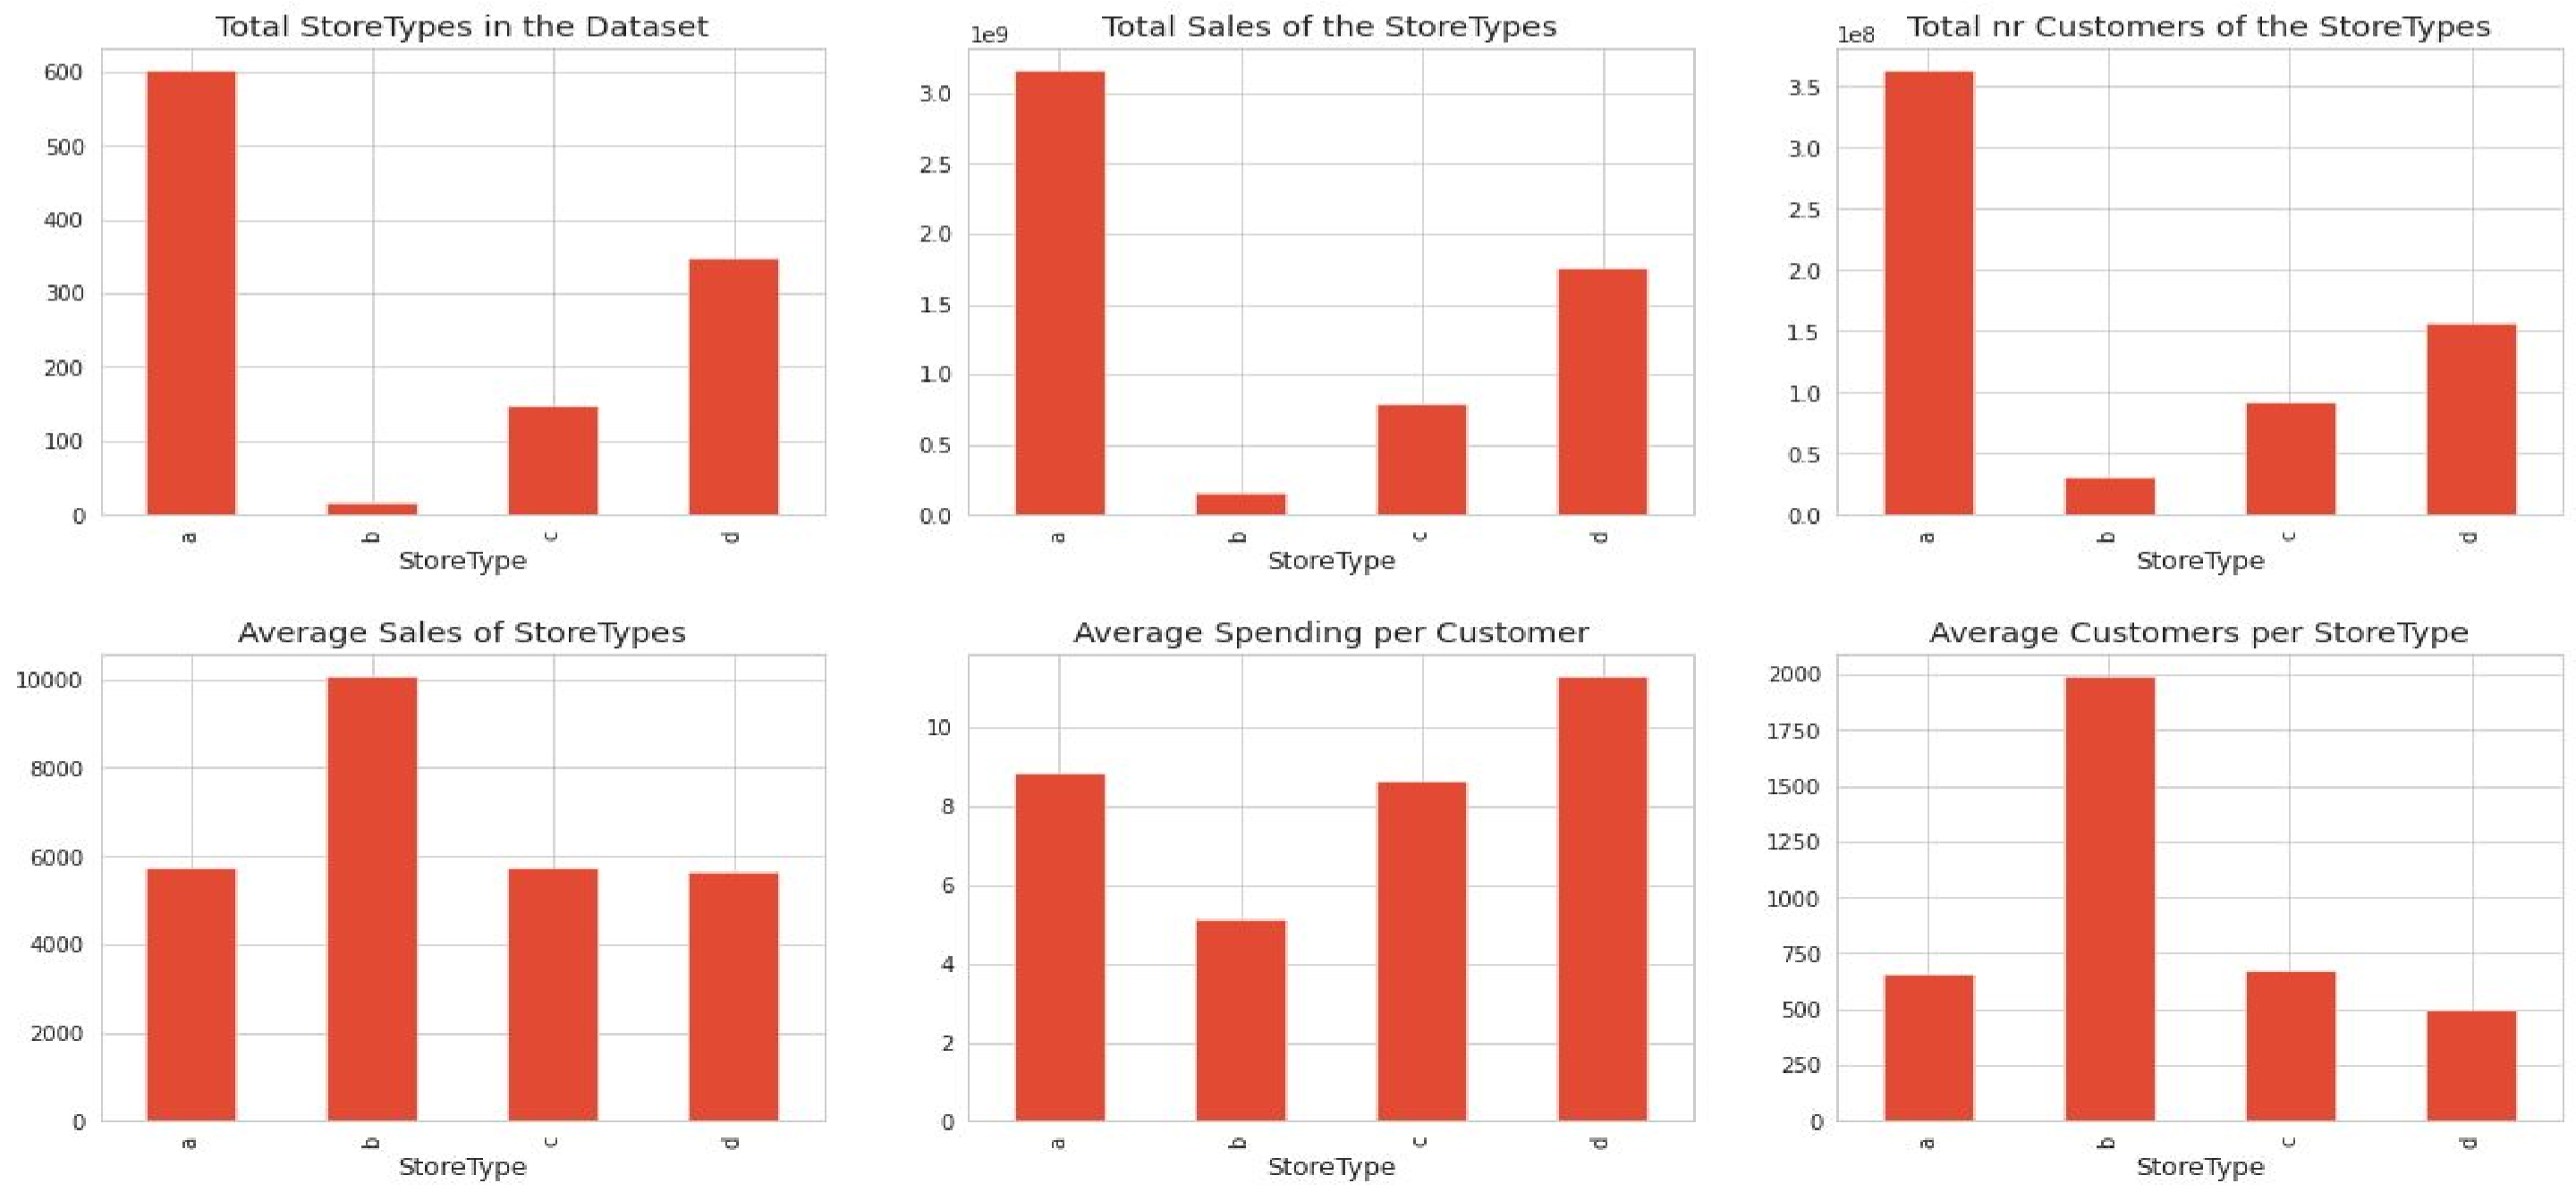 Total StoreTypes in the Dataset
600
500
400
300
200
100
0
a b c d
StoreType
Total Sales of the StoreTypes
1e9
3.0
2.5
2.0
1.5
1.0
0.5
0.0
a b c d
StoreType
Total nr Customers of the StoreTypes
1e8
3.5
3.0
2.5
2.0
1.5
1.0
0.5
0.0
a b c d
StoreType
Average Sales of StoreTypes
10000
8000
6000
4000
2000
0
a b c d
StoreType
Average Spending per Customer
10
8
6
4
2
0
a b c d
StoreType
Average Customers per StoreType
2000
1750
1500
1250
1000
750
500
250
0
a b c d
StoreType